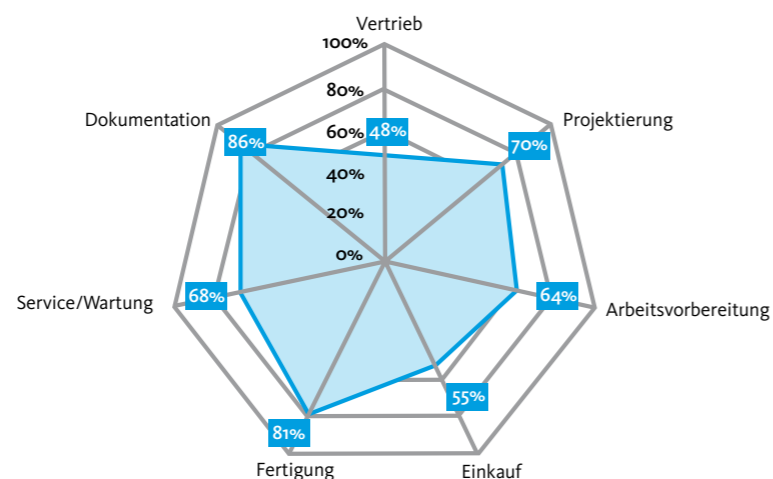 Vertrieb
100%
80%
Dokumentation
Projektierung
60%
48%
86%
70%
40%
20%
0%
Service/Wartung
68%
64%
Arbeitsvorbereitung
55%
81%
Fertigung
Einkauf